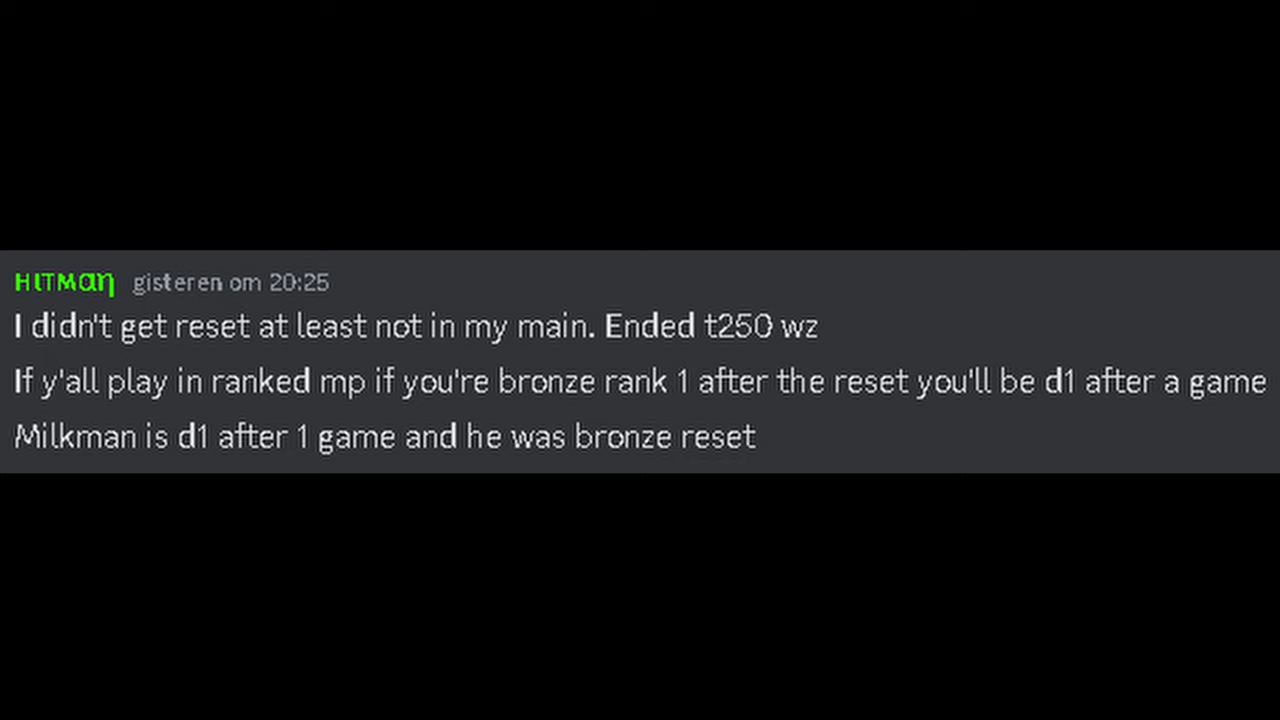 HITMαη gisteren om 20:25
I didn't get reset at least not in my main. Ended t250 wz
If y'all play in ranked mp if you're bronze rank 1 after the reset you'll be d1 after a game
Milkman is d1 after 1 game and he was bronze reset